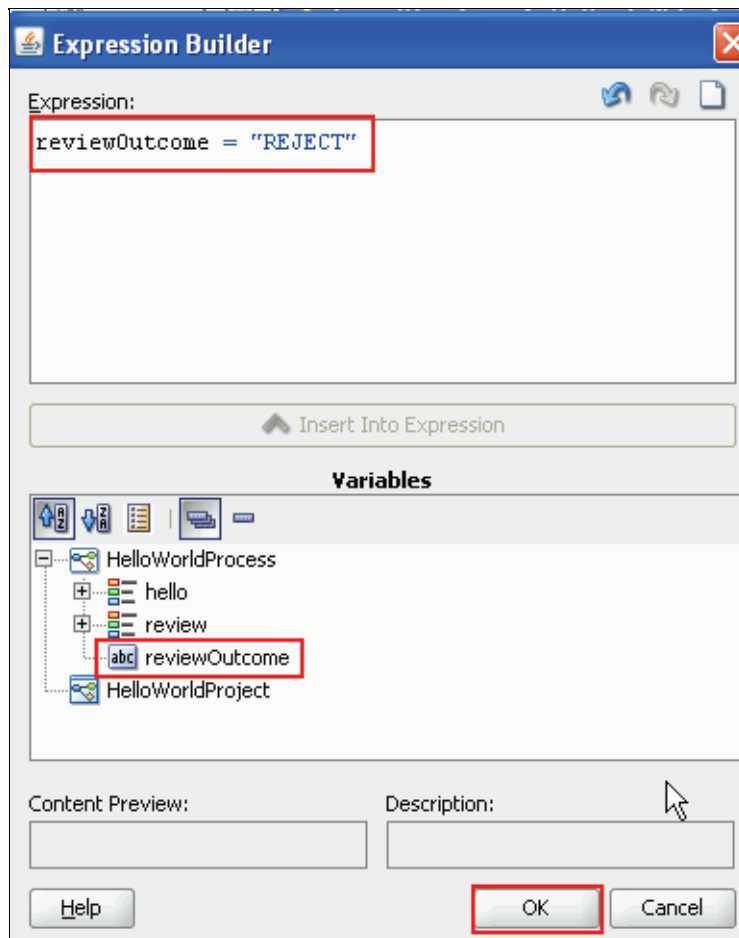 Expression Builder
Expression:
reviewOutcome = "REJECT"
Insert Into Expression
Variables
HelloWorldProcess
hello
review
abc reviewOutcome
HelloWorldProject
Content Preview: Description:
Help OK Cancel